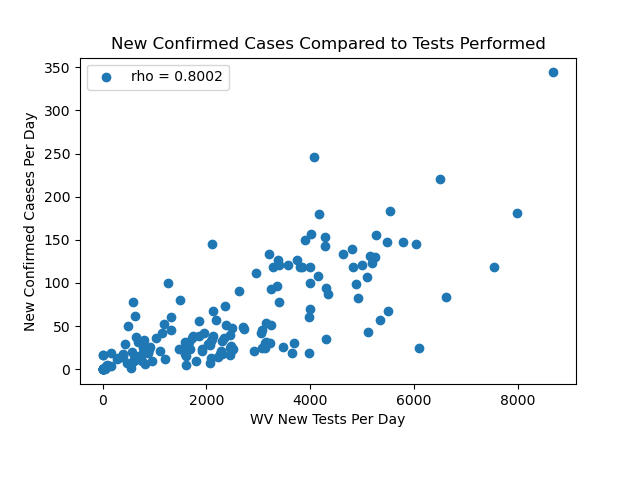 New Confirmed Cases Compared to Tests Performed
rho = 0.8002
350
300
250
200
150
100
50
0
New Confirmed Caeses Per Day
0 2000 4000 6000 8000
WV New Tests Per Day